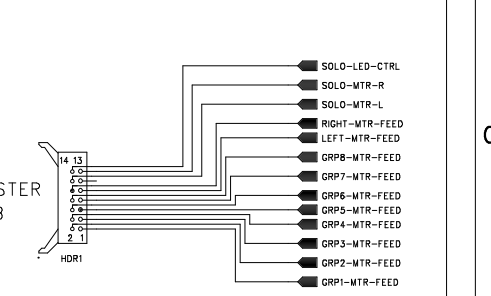 SOLO-LED-CTRL
SOLO-MTR-R
SOLO-MTR-L
RIGHT-MTR-FEED
LEFT-MTR-FEED
14 13
GRP8-MTR-FEED
GRP7-MTR-FEED
STER
GRP6-MTR-FEED
GRP5-MTR-FEED
GRP4-MTR-FEED
2 1
GRP3-MTR-FEED
HDR1
GRP2-MTR-FEED
GRP1-MTR-FEED